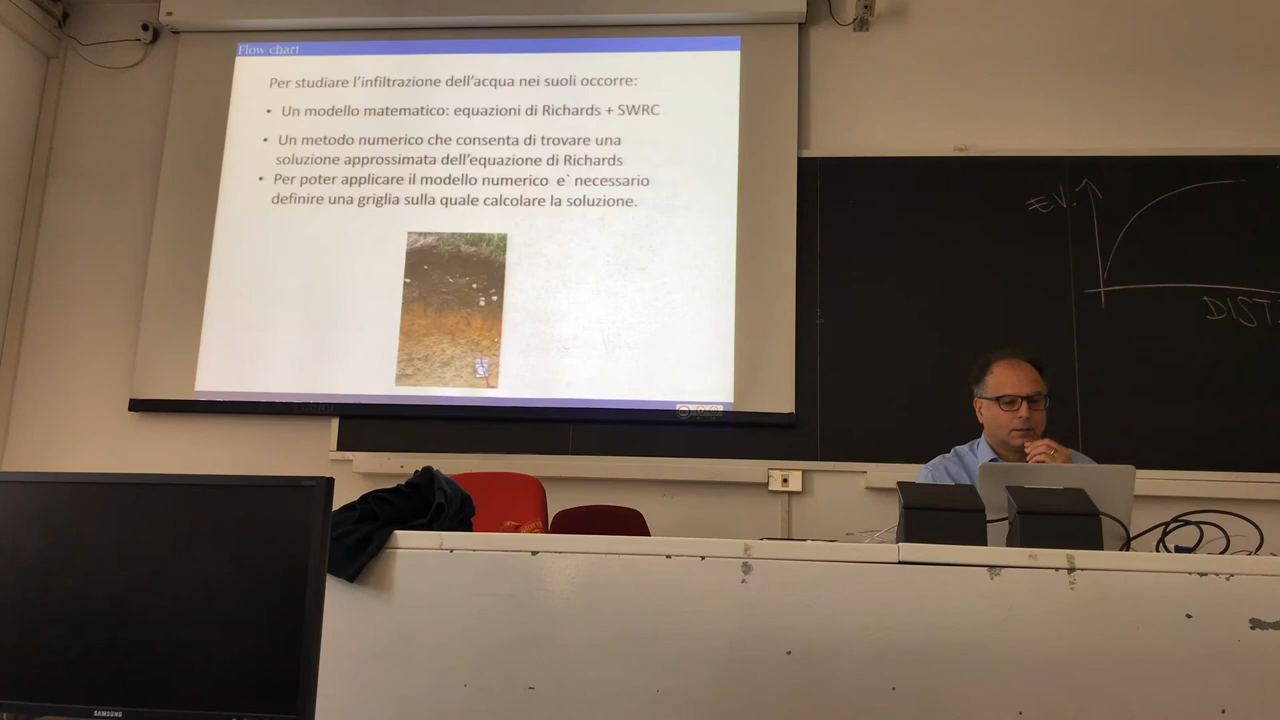 Flow chart
Per studiare l'infiltrazione dell'acqua nei suoli occorre:
• Un modello matematico: equazioni di Richards + SWRC
• Un metodo numerico che consenta di trovare una
soluzione approssimata dell'equazione di Richards
• Per poter applicare il modello numerico e` necessario
definire una griglia sulla quale calcolare la soluzione.
DIST
SAMSUNG